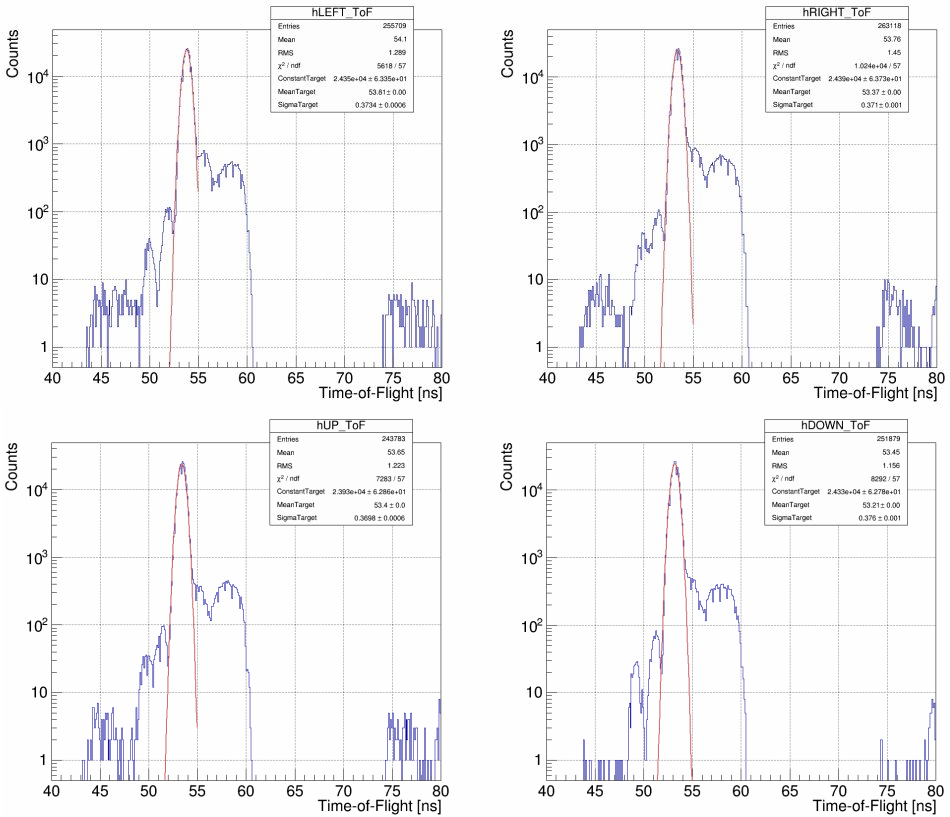 hLEFT_ToF
Entries 255709
Mean 54.1
RMS 1.289
χ² / ndf 5618 / 57
ConstantTarget 2.435e+04 ± 6.335e+01
MeanTarget 53.81 ± 0.00
SigmaTarget 0.3734 ± 0.0006
Counts
10⁴
10³
10²
10
1
40 45 50 55 60 65 70 75 80
Time-of-Flight [ns]
hRIGHT_ToF
Entries 263118
Mean 53.76
RMS 1.45
χ² / ndf 1.024e+04 / 57
ConstantTarget 2.439e+04 ± 6.373e+01
MeanTarget 53.37 ± 0.00
SigmaTarget 0.371 ± 0.001
Counts
10⁴
10³
10²
10
1
40 45 50 55 60 65 70 75 80
Time-of-Flight [ns]
hUP_ToF
Entries 243783
Mean 53.65
RMS 1.223
χ² / ndf 7283 / 57
ConstantTarget 2.393e+04 ± 6.286e+01
MeanTarget 53.4 ± 0.0
SigmaTarget 0.3698 ± 0.0006
Counts
10⁴
10³
10²
10
1
40 45 50 55 60 65 70 75 80
Time-of-Flight [ns]
hDOWN_ToF
Entries 251879
Mean 53.45
RMS 1.156
χ² / ndf 8292 / 57
ConstantTarget 2.433e+04 ± 6.278e+01
MeanTarget 53.21 ± 0.00
SigmaTarget 0.376 ± 0.001
Counts
10⁴
10³
10²
10
1
40 45 50 55 60 65 70 75 80
Time-of-Flight [ns]